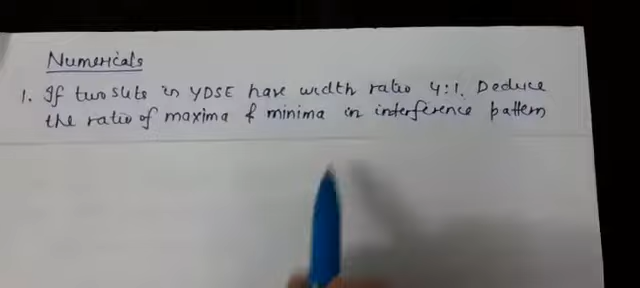 Numericals
1. If two slits in YDSE have width ratio 4:1. Deduce
the ratio of maxima & minima in interference pattern